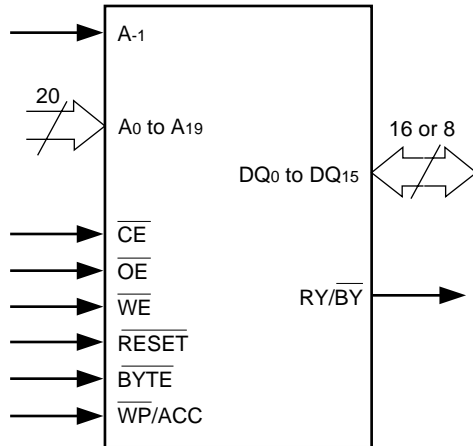 A-1
20
A0 to A19
16 or 8
DQ0 to DQ15
CE
OE
WE
RY/BY
RESET
BYTE
WP/ACC